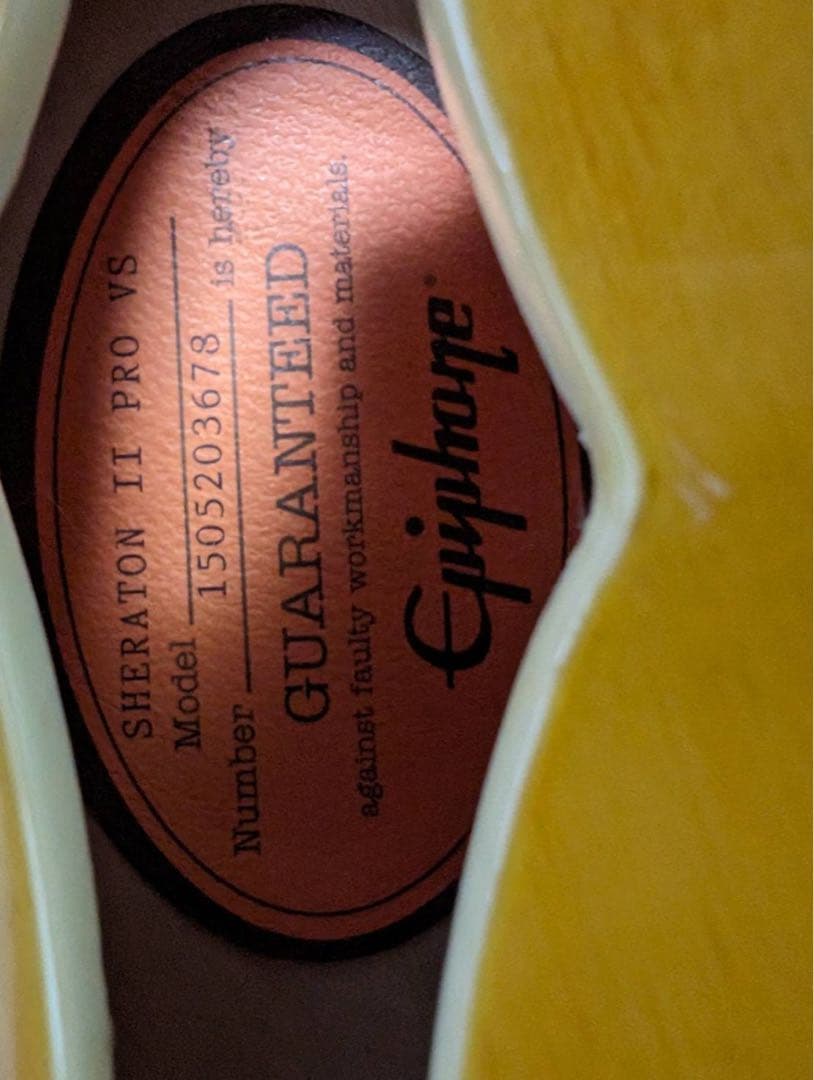 SHERATON II PRO VS
Model
1505203678
Number is hereby
GUARANTEED
against faulty workmanship and materials.
Epiphone®